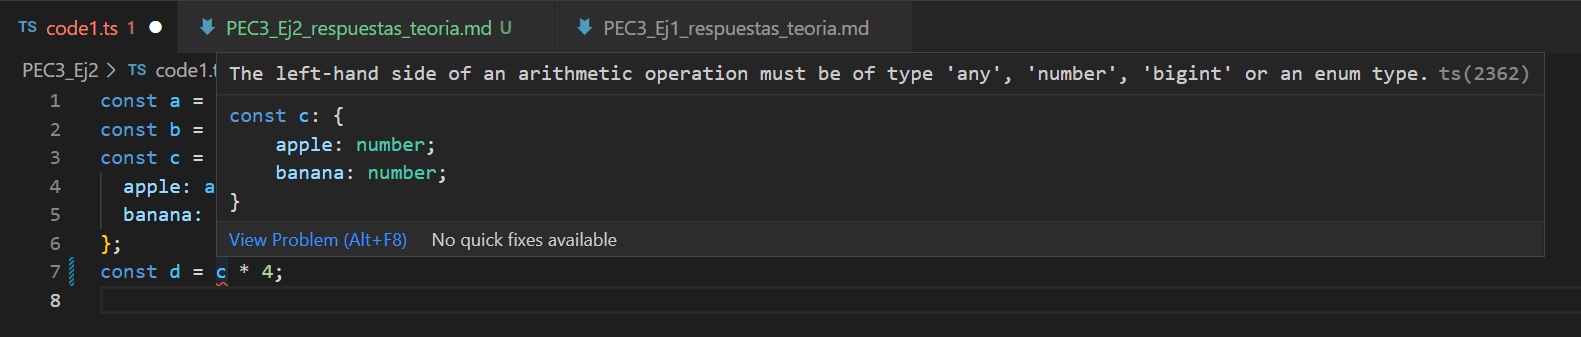 TS code1.ts 1 PEC3_Ej2_respuestas_teoria.md U PEC3_Ej1_respuestas_teoria.md
PEC3_Ej2 > TS code1.t
The left-hand side of an arithmetic operation must be of type 'any', 'number', 'bigint' or an enum type. ts(2362)
const c: {
apple: number;
banana: number;
}
View Problem (Alt+F8) No quick fixes available
1 const a =
2 const b =
3 const c =
4 apple: a
5 banana:
6 };
7 const d = c * 4;
8